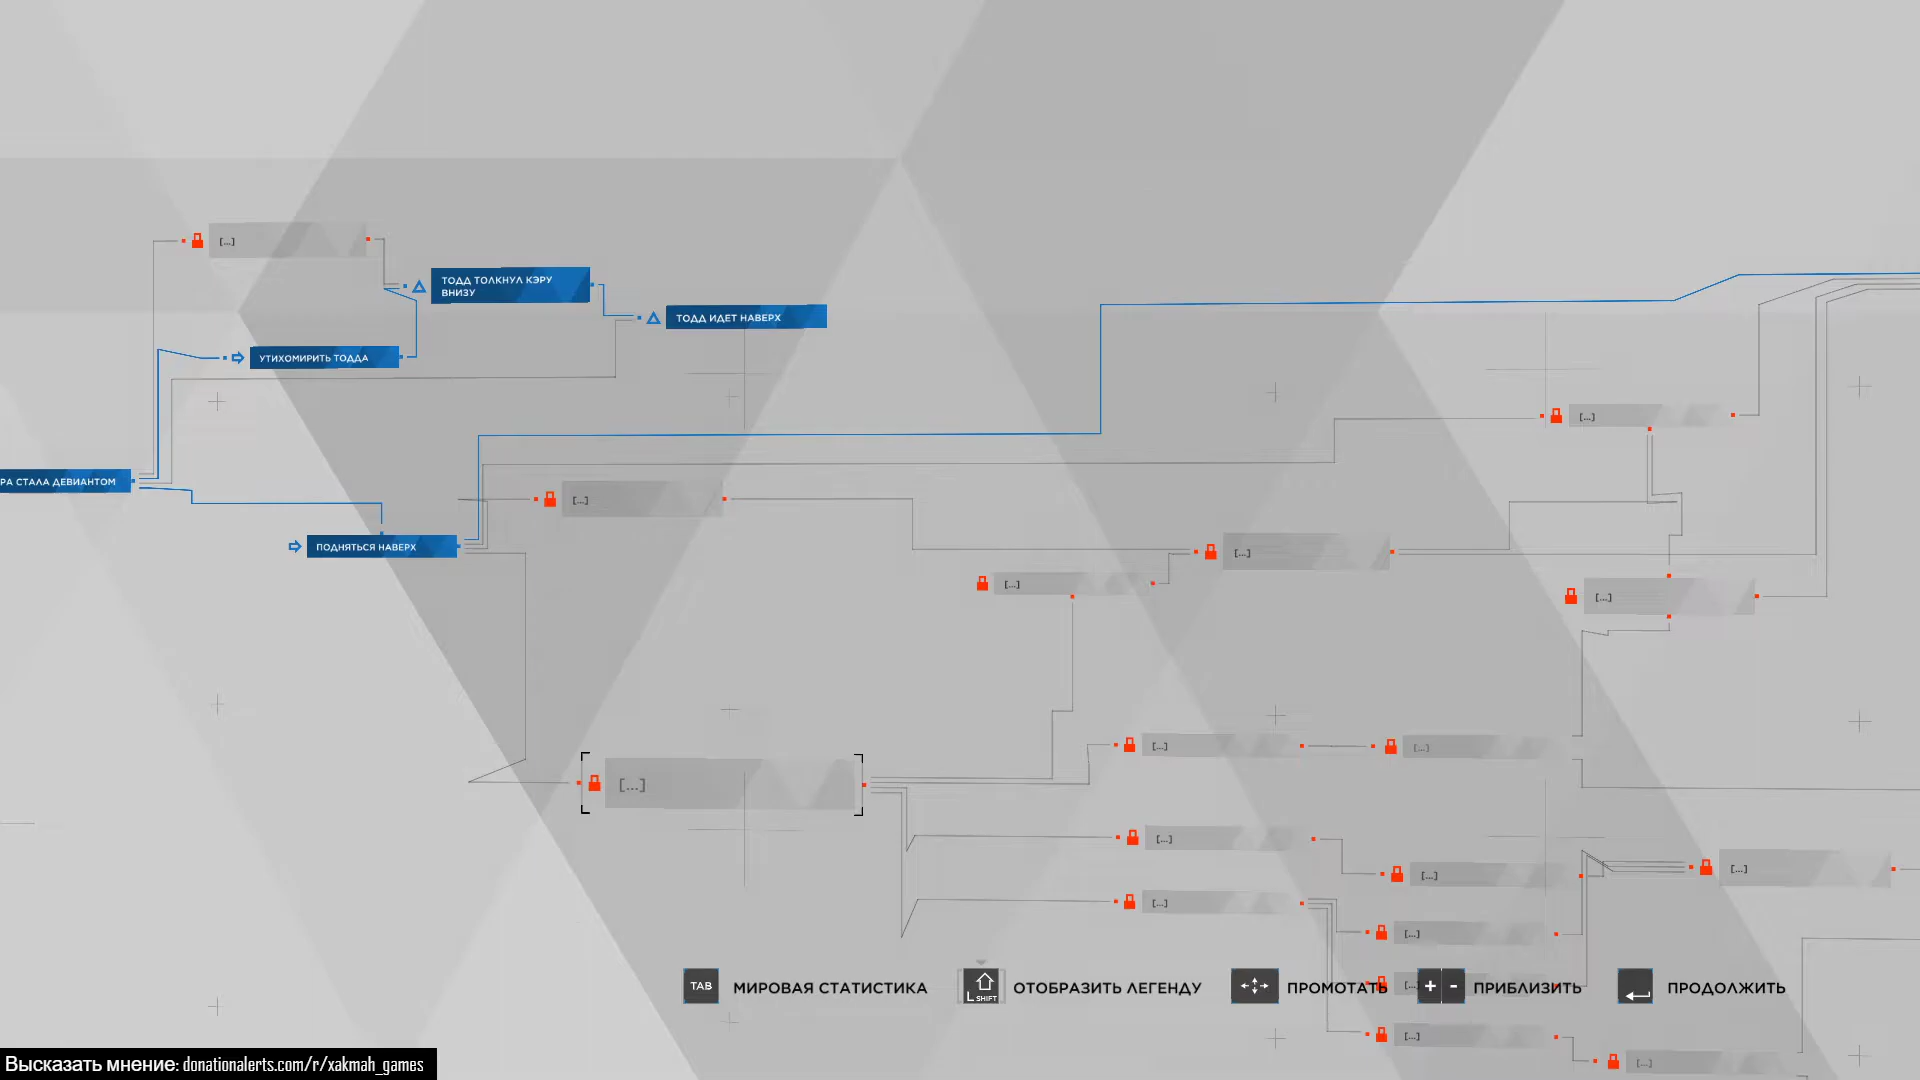 [...]
ТОДД ТОЛКНУЛ КЭРУ
ВНИЗУ
ТОДД ИДЕТ НАВЕРХ
УТИХОМИРИТЬ ТОДДА
[...]
РА СТАЛА ДЕВИАНТОМ
[...]
ПОДНЯТЬСЯ НАВЕРХ
[...]
[...]
[...]
[...]
[...]
[...]
[...]
[...]
[...]
[...]
[...]
TAB МИРОВАЯ СТАТИСТИКА
L SHIFT ОТОБРАЗИТЬ ЛЕГЕНДУ
ПРОМОТАТЬ
[...]
+ - ПРИБЛИЗИТЬ
ПРОДОЛЖИТЬ
[...]
[...]
Высказать мнение: donationalerts.com/r/xakmah_games